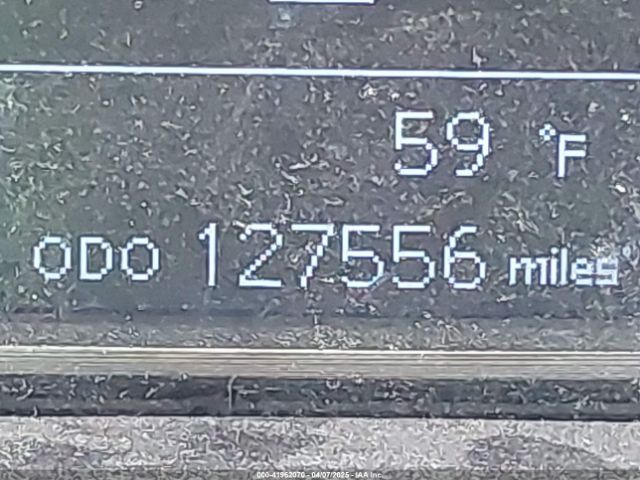 59 °F
ODO 127556 miles
000-41962070 - 04/07/2025 - IAA Inc.